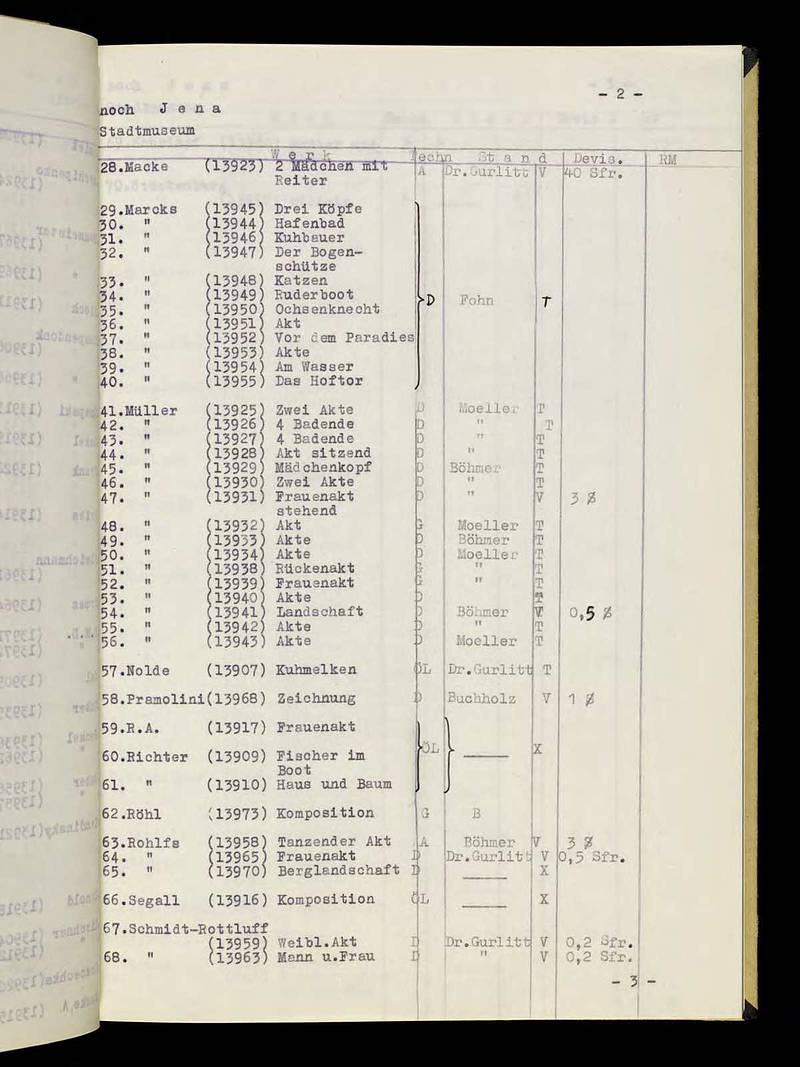 - 2 -
noch J e n a
Stadtmuseum
W e r k Techn S t a n d Devis. RM
28.Macke (13923) 2 Mädchen mit A Dr.Gurlitt V 40 Sfr.
Reiter
29.Marcks (13945) Drei Köpfe
30. " (13944) Hafenbad
31. " (13946) Kuhbauer
32. " (13947) Der Bogen-
schütze
33. " (13948) Katzen
34. " (13949) Ruderboot D Fohn T
35. " (13950) Ochsenknecht
36. " (13951) Akt
37. " (13952) Vor dem Paradies
38. " (13953) Akte
39. " (13954) Am Wasser
40. " (13955) Das Hoftor
41.Müller (13925) Zwei Akte D Moeller T
42. " (13926) 4 Badende D " T
43. " (13927) 4 Badende D " T
44. " (13928) Akt sitzend D " T
45. " (13929) Mädchenkopf D Böhmer T
46. " (13930) Zwei Akte D " T
47. " (13931) Frauenakt D " V 3 $
stehend
48. " (13932) Akt G Moeller T
49. " (13933) Akte D Böhmer T
50. " (13934) Akte D Moeller T
51. " (13938) Rückenakt G " T
52. " (13939) Frauenakt G " T
53. " (13940) Akte D T
54. " (13941) Landschaft D Böhmer V 0,5 $
55. " (13942) Akte D " T
56. " (13943) Akte D Moeller T
57.Nolde (13907) Kuhmelken ÖL Dr.Gurlitt T
58.Pramolini(13968) Zeichnung D Buchholz V 1 $
59.R.A. (13917) Frauenakt
ÖL X
60.Richter (13909) Fischer im
Boot
61. " (13910) Haus und Baum
62.Röhl (13973) Komposition G B
63.Rohlfs (13958) Tanzender Akt A Böhmer V 3 $
64. " (13965) Frauenakt D Dr.Gurlitt V 0,5 Sfr.
65. " (13970) Berglandschaft D X
66.Segall (13916) Komposition ÖL X
67.Schmidt-Rottluff
(13959) Weibl.Akt D Dr.Gurlitt V 0,2 Sfr.
68. " (13963) Mann u.Frau D " V 0,2 Sfr.
- 3 -